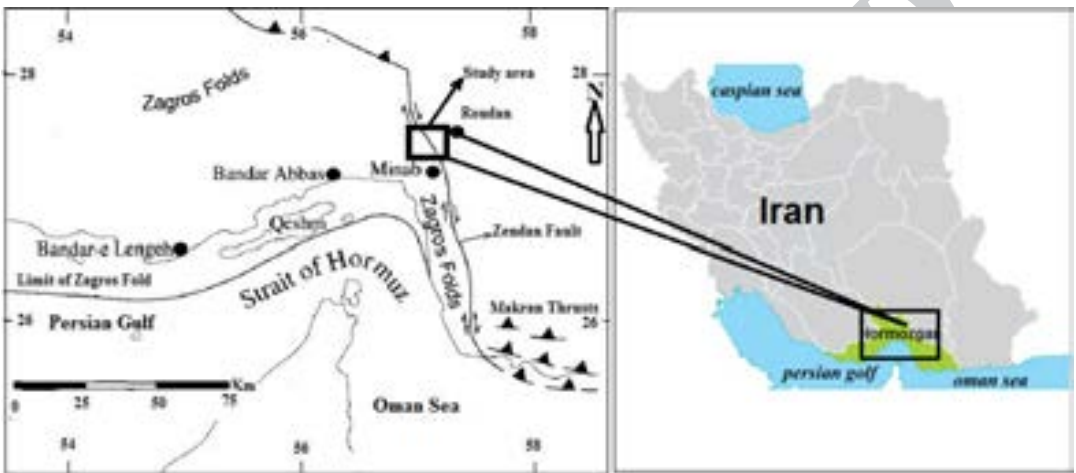 54
56
58
28
28
Zagros Folds
Study area
N
Roudan
Bandar Abbas
Minab
Qeshm
Zagros Folds
Zendan Fault
Bandar-e Lengeh
Limit of Zagros Fold
Strait of Hormuz
Makran Thrusts
Persian Gulf
26
26
Km
0 25 50 75
Oman Sea
54
56
58
caspian sea
Iran
Hormozgan
persian golf
oman sea